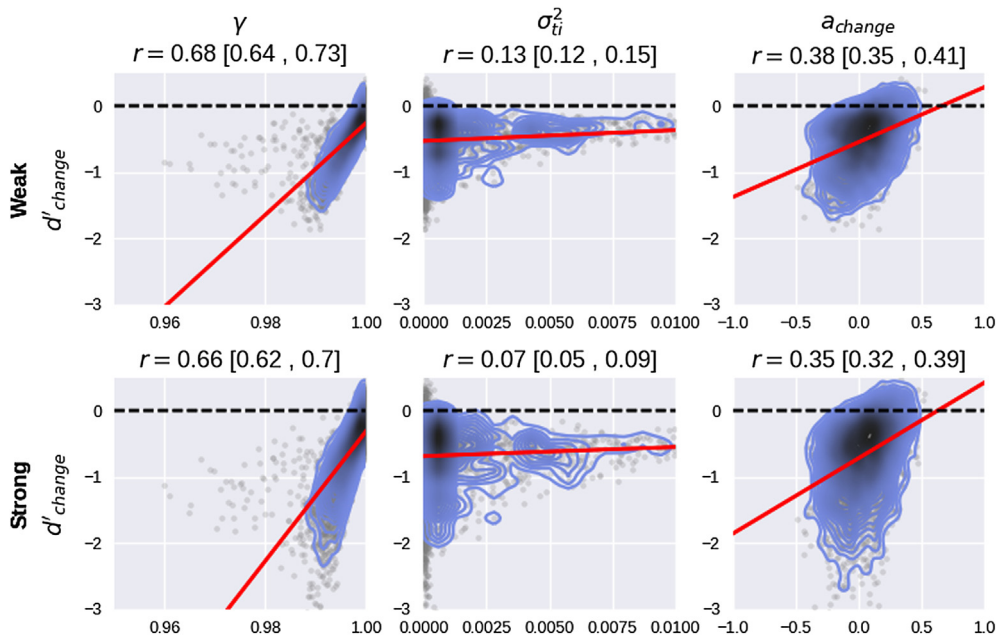 γ
σ²ti
a change
r = 0.68 [0.64 , 0.73]
r = 0.13 [0.12 , 0.15]
r = 0.38 [0.35 , 0.41]
Weak
d′change
0
−1
−2
−3
0
−1
−2
−3
0
−1
−2
−3
0.96 0.98 1.00
0.0000 0.0025 0.0050 0.0075 0.0100
−1.0 −0.5 0.0 0.5 1.0
r = 0.66 [0.62 , 0.7]
r = 0.07 [0.05 , 0.09]
r = 0.35 [0.32 , 0.39]
Strong
d′change
0
−1
−2
−3
0
−1
−2
−3
0
−1
−2
−3
0.96 0.98 1.00
0.0000 0.0025 0.0050 0.0075 0.0100
−1.0 −0.5 0.0 0.5 1.0